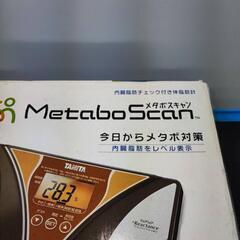 内臓脂肪チェック付き体脂肪計
メタボスキャン
MetaboScan™
今日からメタボ対策
内臓脂肪をレベル表示
TANITA
28.3
SET